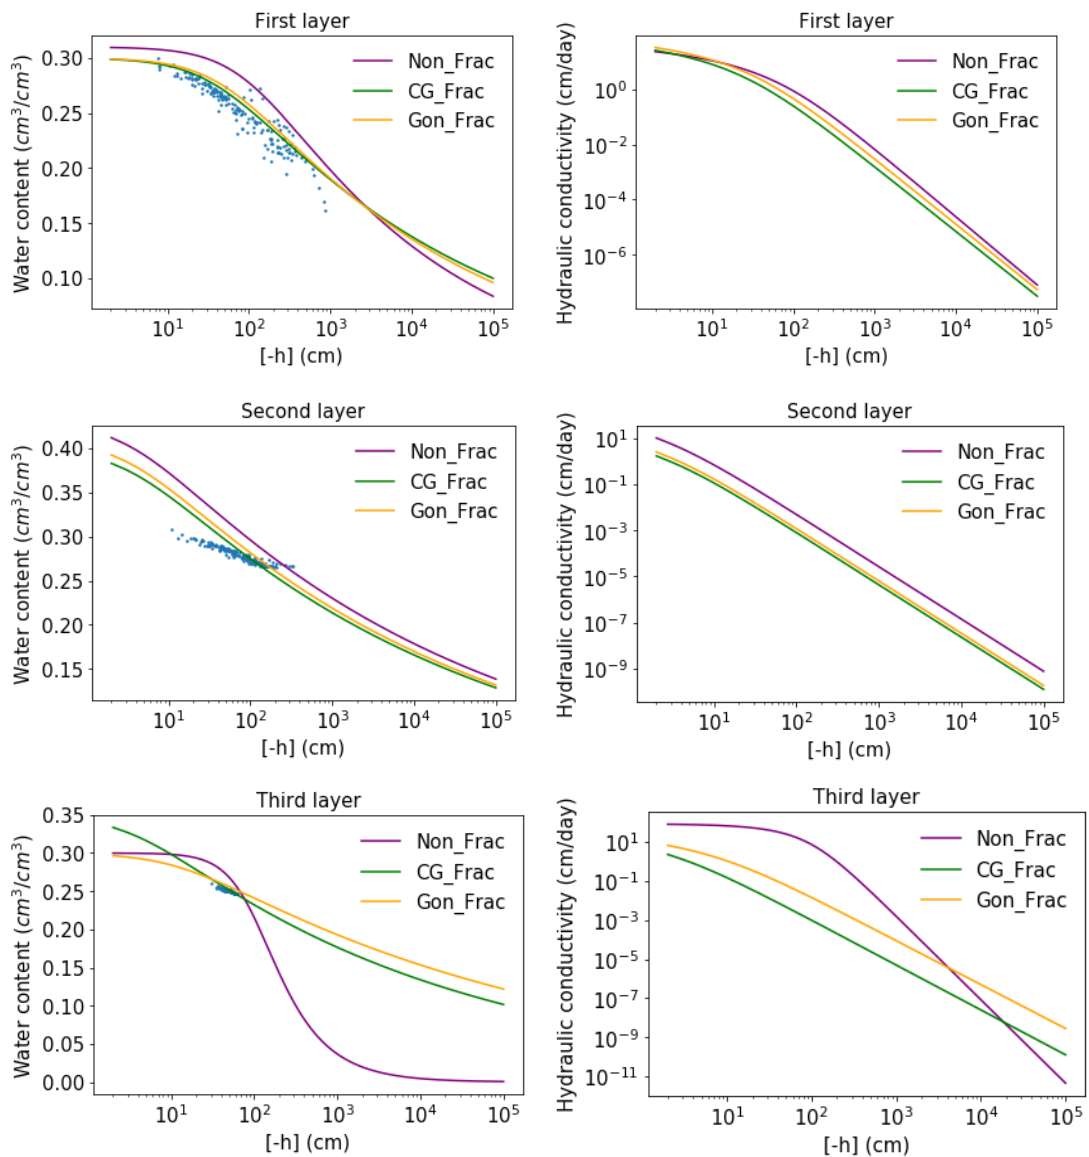 First layer
Water content (cm³/cm³)
0.30
0.25
0.20
0.15
0.10
Non_Frac
CG_Frac
Gon_Frac
10¹ 10² 10³ 10⁴ 10⁵
[-h] (cm)
First layer
Hydraulic conductivity (cm/day)
10⁰
10⁻²
10⁻⁴
10⁻⁶
Non_Frac
CG_Frac
Gon_Frac
10¹ 10² 10³ 10⁴ 10⁵
[-h] (cm)
Second layer
Water content (cm³/cm³)
0.40
0.35
0.30
0.25
0.20
0.15
Non_Frac
CG_Frac
Gon_Frac
10¹ 10² 10³ 10⁴ 10⁵
[-h] (cm)
Second layer
Hydraulic conductivity (cm/day)
10¹
10⁻¹
10⁻³
10⁻⁵
10⁻⁷
10⁻⁹
Non_Frac
CG_Frac
Gon_Frac
10¹ 10² 10³ 10⁴ 10⁵
[-h] (cm)
Third layer
Water content (cm³/cm³)
0.35
0.30
0.25
0.20
0.15
0.10
0.05
0.00
Non_Frac
CG_Frac
Gon_Frac
10¹ 10² 10³ 10⁴ 10⁵
[-h] (cm)
Third layer
Hydraulic conductivity (cm/day)
10¹
10⁻¹
10⁻³
10⁻⁵
10⁻⁷
10⁻⁹
10⁻¹¹
Non_Frac
CG_Frac
Gon_Frac
10¹ 10² 10³ 10⁴ 10⁵
[-h] (cm)